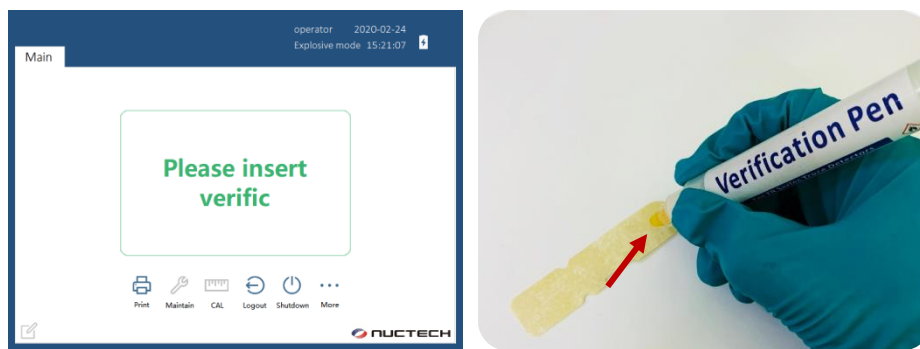 operator 2020-02-24
Explosive mode 15:21:07
Main
Please insert
verific
Print Maintain CAL Logout Shutdown More
NUCTECH
Verification Pen